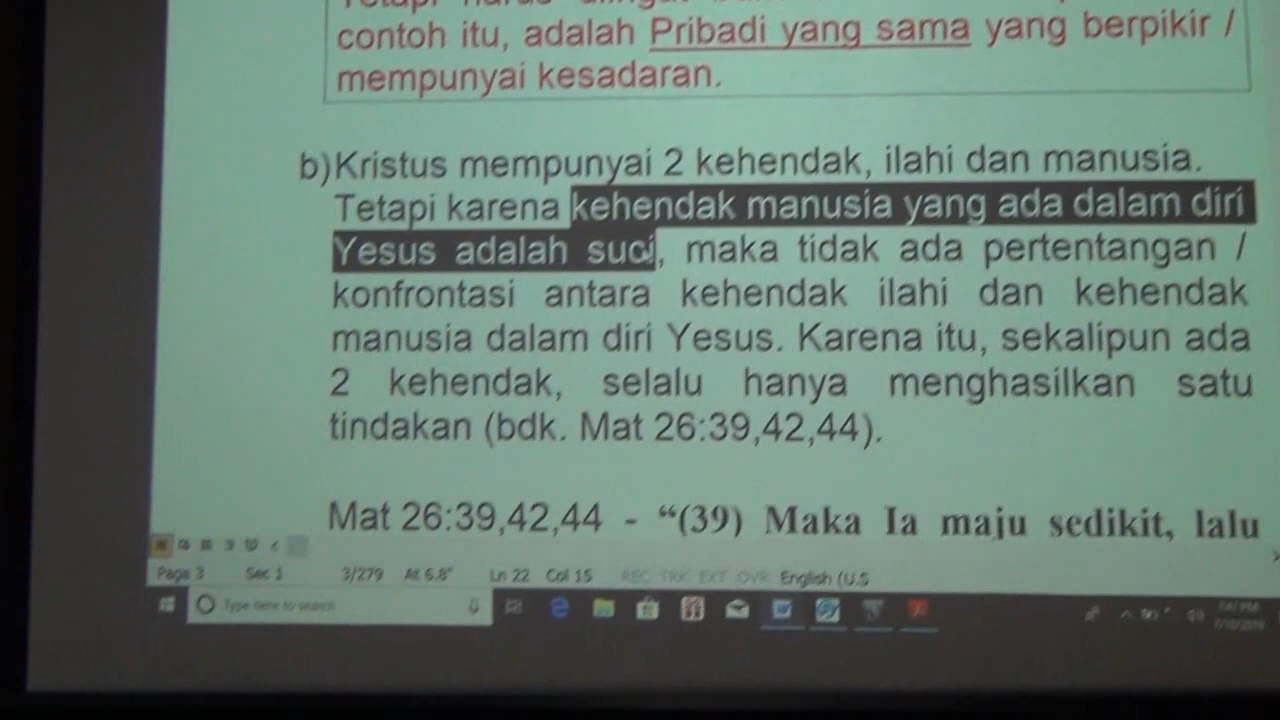 contoh itu, adalah Pribadi yang sama yang berpikir /
mempunyai kesadaran.
b)Kristus mempunyai 2 kehendak, ilahi dan manusia.
Tetapi karena kehendak manusia yang ada dalam diri
Yesus adalah suci, maka tidak ada pertentangan /
konfrontasi antara kehendak ilahi dan kehendak
manusia dalam diri Yesus. Karena itu, sekalipun ada
2 kehendak, selalu hanya menghasilkan satu
tindakan (bdk. Mat 26:39,42,44).
Mat 26:39,42,44 - “(39) Maka Ia maju sedikit, lalu
Page 3 Sec 1 3/279 At 6.8" Ln 22 Col 15 REC TRK EXT OVR English (U.S
Type here to search